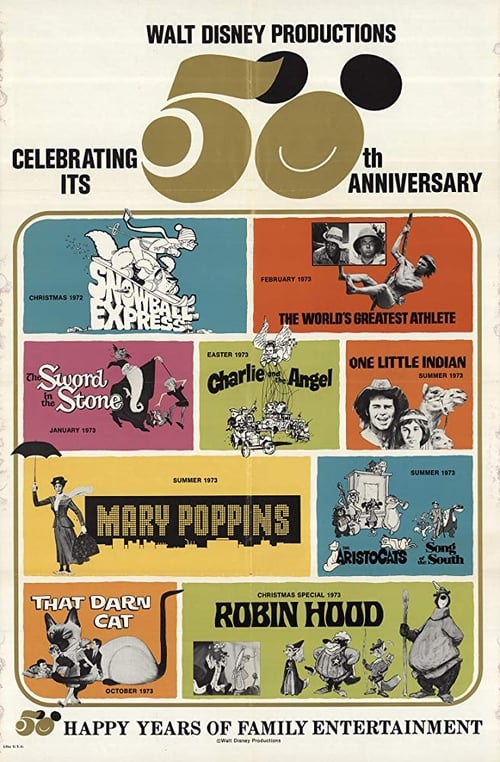 WALT DISNEY PRODUCTIONS
50
th
CELEBRATING
ITS
ANNIVERSARY
CHRISTMAS 1972
SNOWBALL
EXPRESS
FEBRUARY 1973
THE WORLD'S GREATEST ATHLETE
The Sword
in the
Stone
JANUARY 1973
EASTER 1973
Charlie and the Angel
ONE LITTLE INDIAN
SUMMER 1973
SUMMER 1973
MARY POPPINS
SUMMER 1973
THE
ARISTOCATS
Song
of the
South
THAT DARN
CAT
OCTOBER 1973
CHRISTMAS SPECIAL 1973
ROBIN HOOD
50 HAPPY YEARS OF FAMILY ENTERTAINMENT
©Walt Disney Productions